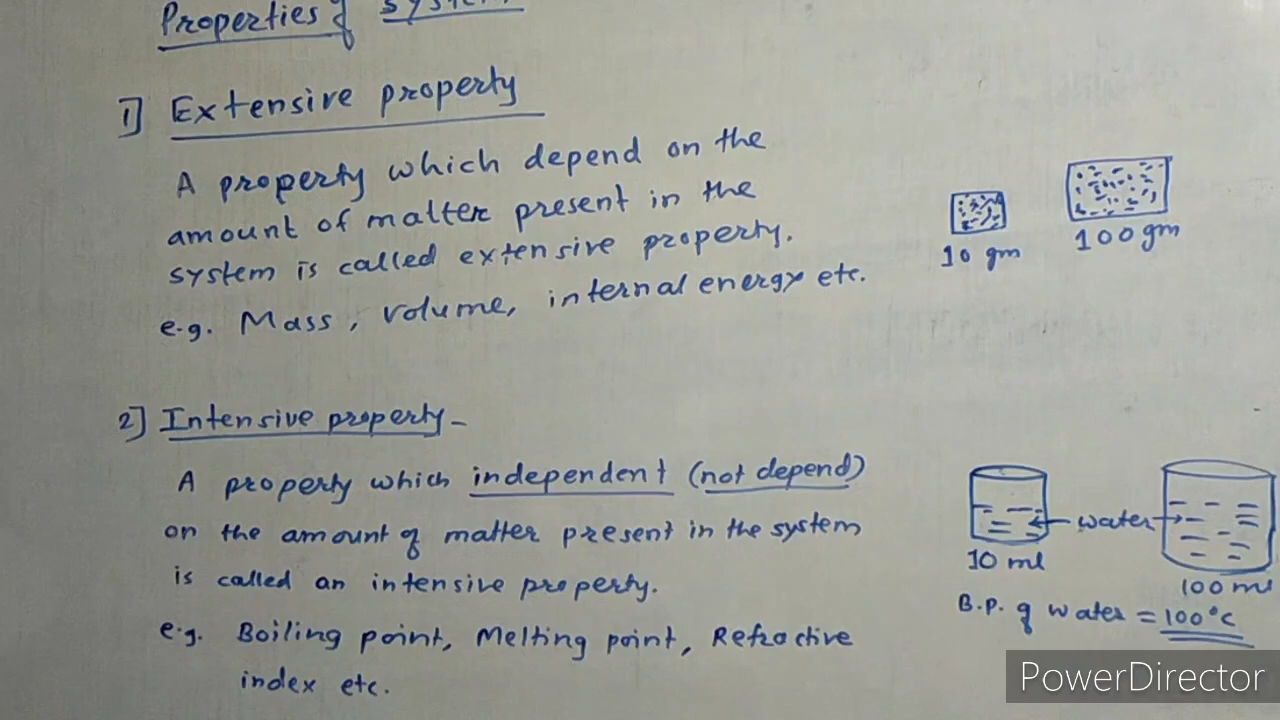 Properties of system
1] Extensive property
A property which depend on the
amount of matter present in the
system is called extensive property.
e.g. Mass, volume, internal energy etc.
10 gm
100 gm
2] Intensive property -
A property which independent (not depend)
on the amount of matter present in the system
is called an intensive property.
e.g. Boiling point, Melting point, Refractive
index etc.
water
10 ml
100 ml
B.P. of water = 100°C
PowerDirector